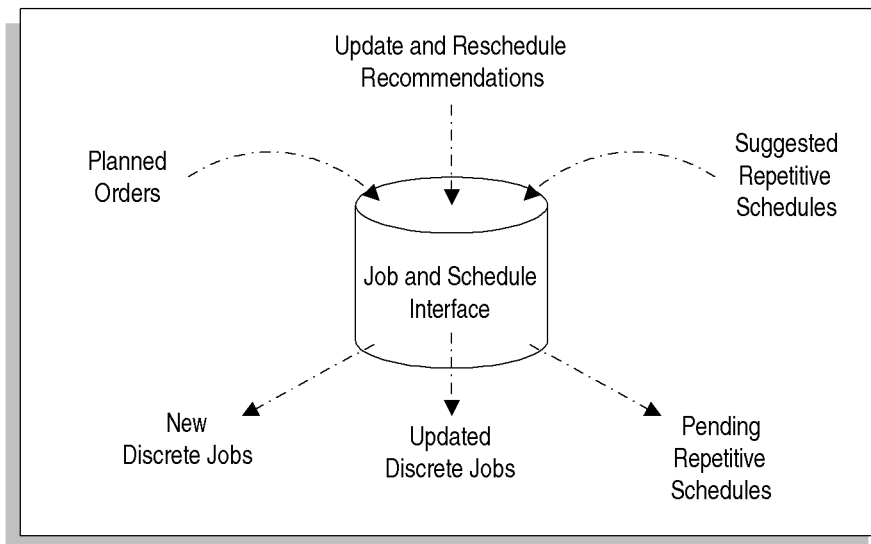 Update and Reschedule
Recommendations
Planned
Orders
Suggested
Repetitive
Schedules
Job and Schedule
Interface
New
Discrete Jobs
Updated
Discrete Jobs
Pending
Repetitive
Schedules